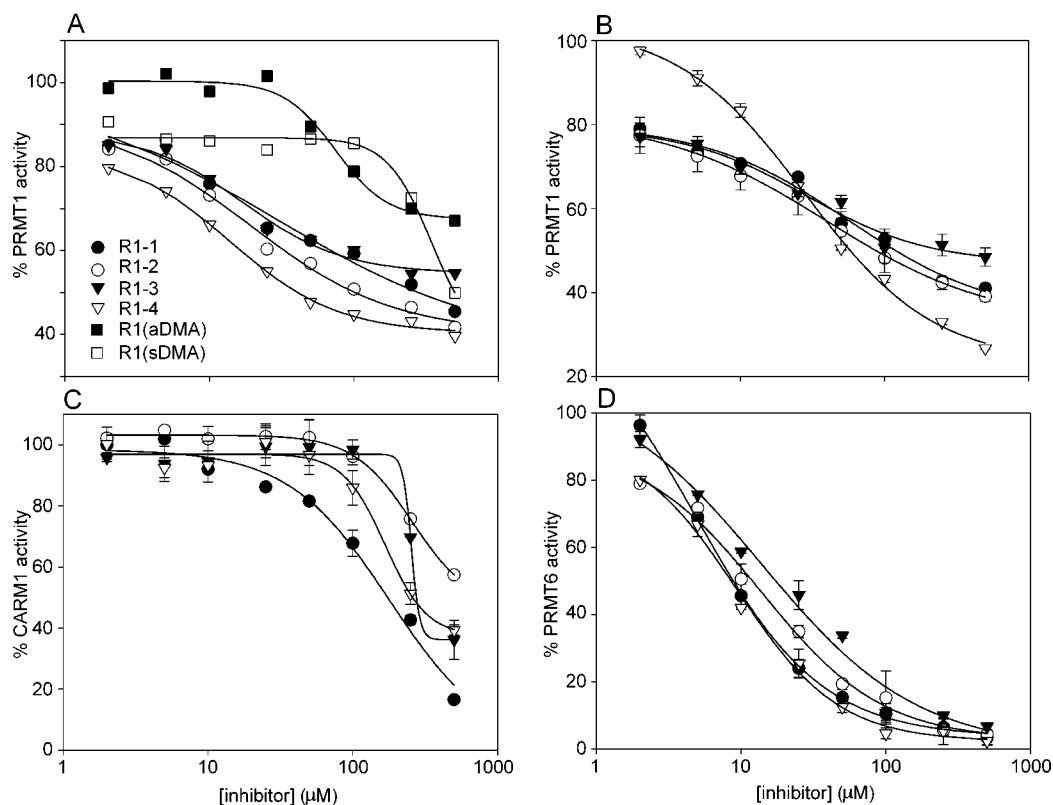 A
% PRMT1 activity
100
80
60
40
R1-1
R1-2
R1-3
R1-4
R1(aDMA)
R1(sDMA)
B
% PRMT1 activity
100
80
60
40
20
C
% CARM1 activity
100
80
60
40
20
0
1 10 100 1000
[inhibitor] (μM)
D
% PRMT6 activity
100
80
60
40
20
0
1 10 100 1000
[inhibitor] (μM)